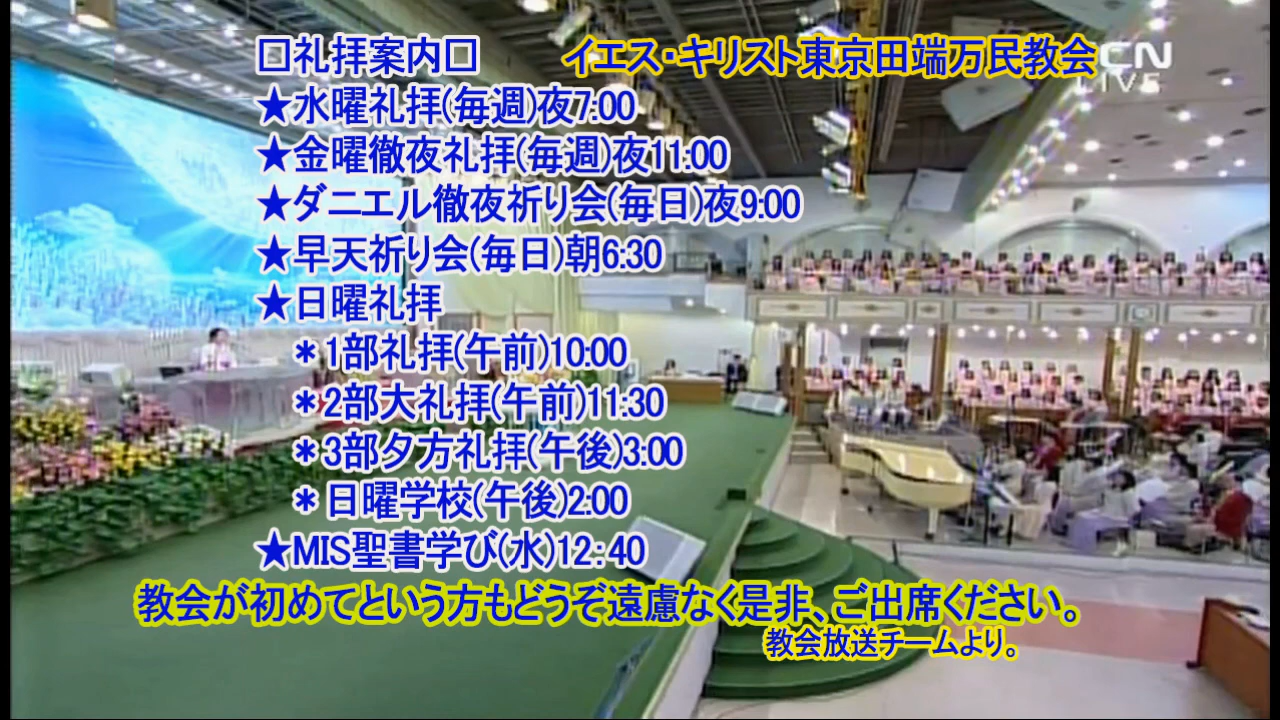 □礼拝案内□ イエス・キリスト東京田端万民教会 CN
LIVE
★水曜礼拝(毎週)夜7:00
★金曜徹夜礼拝(毎週)夜11:00
★ダニエル徹夜祈り会(毎日)夜9:00
★早天祈り会(毎日)朝6:30
★日曜礼拝
＊1部礼拝(午前)10:00
＊2部大礼拝(午前)11:30
＊3部夕方礼拝(午後)3:00
＊日曜学校(午後)2:00
★MIS聖書学び(水)12：40
教会が初めてという方もどうぞ遠慮なく是非、ご出席ください。
教会放送チームより。